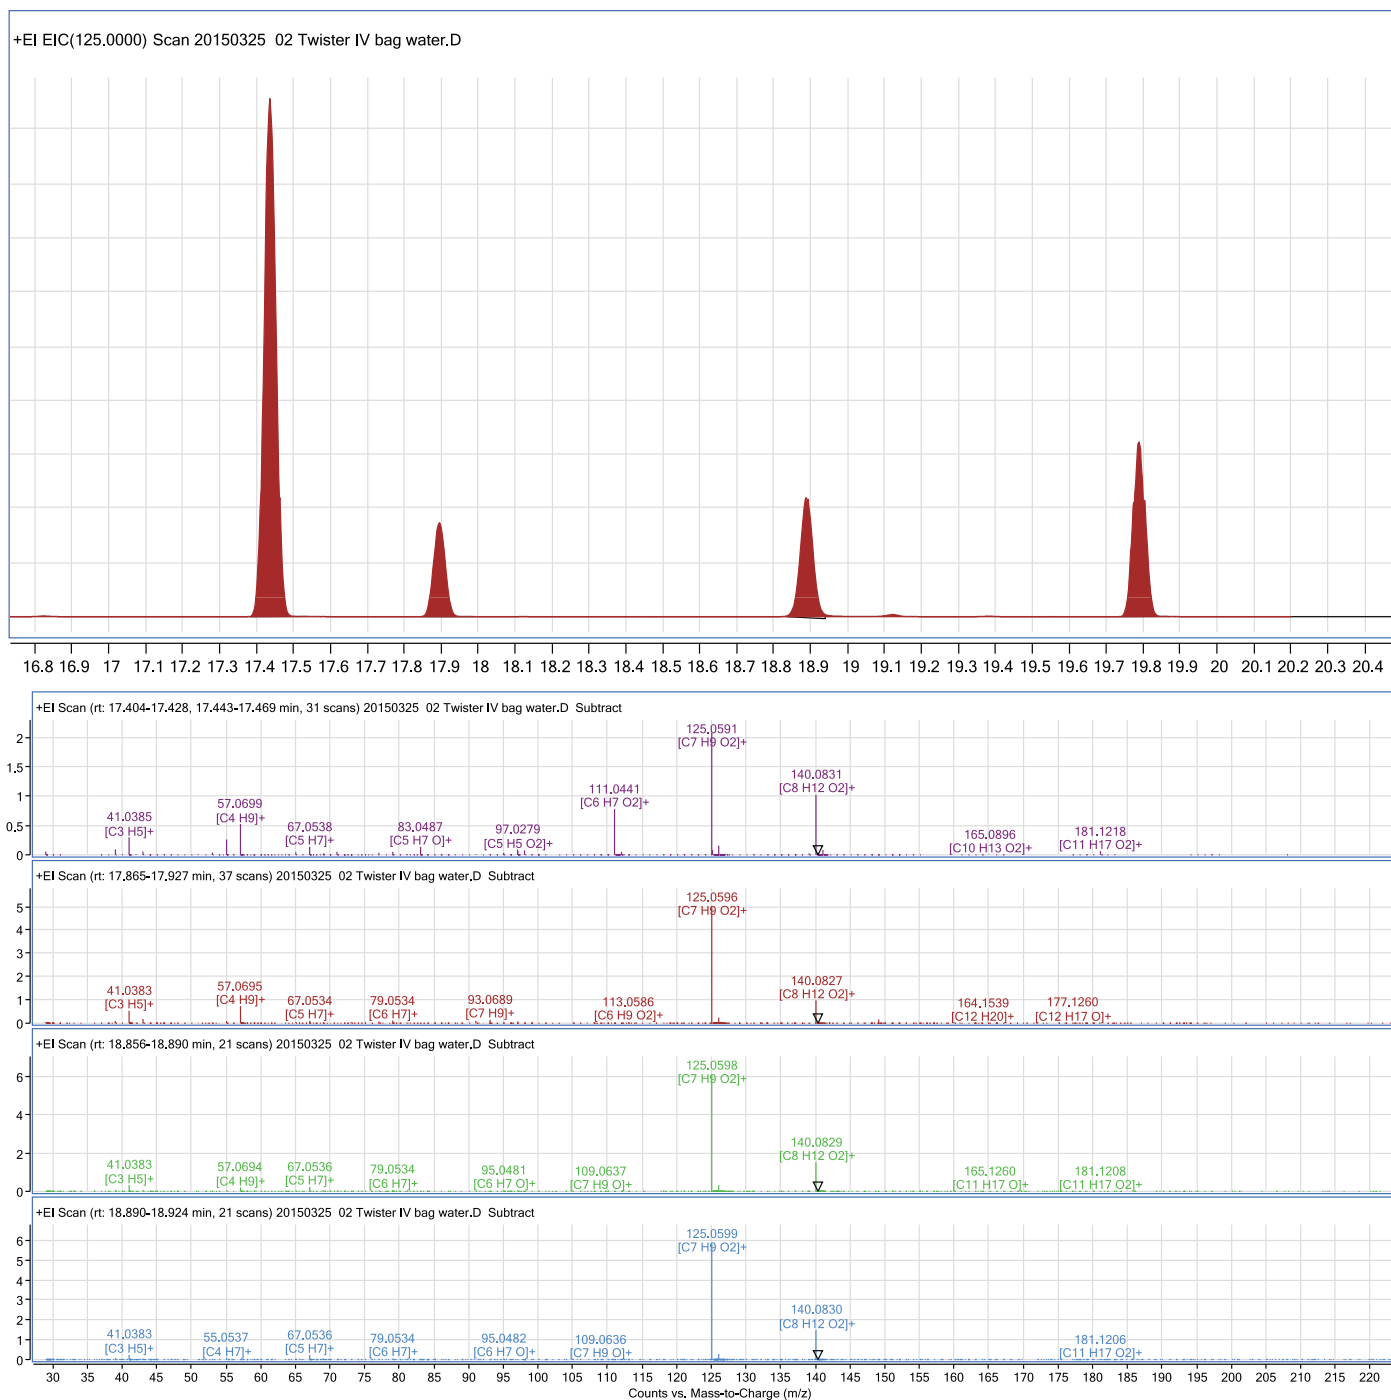 +EI EIC(125.0000) Scan 20150325 02 Twister IV bag water.D
16.8 16.9 17 17.1 17.2 17.3 17.4 17.5 17.6 17.7 17.8 17.9 18 18.1 18.2 18.3 18.4 18.5 18.6 18.7 18.8 18.9 19 19.1 19.2 19.3 19.4 19.5 19.6 19.7 19.8 19.9 20 20.1 20.2 20.3 20.4
+EI Scan (rt: 17.404-17.428, 17.443-17.469 min, 31 scans) 20150325 02 Twister IV bag water.D Subtract
2
1.5
1
0.5
0
41.0385
[C3 H5]+
57.0699
[C4 H9]+
67.0538
[C5 H7]+
83.0487
[C5 H7 O]+
97.0279
[C5 H5 O2]+
111.0441
[C6 H7 O2]+
125.0591
[C7 H9 O2]+
140.0831
[C8 H12 O2]+
165.0896
[C10 H13 O2]+
181.1218
[C11 H17 O2]+
+EI Scan (rt: 17.865-17.927 min, 37 scans) 20150325 02 Twister IV bag water.D Subtract
5
4
3
2
1
0
41.0383
[C3 H5]+
57.0695
[C4 H9]+
67.0534
[C5 H7]+
79.0534
[C6 H7]+
93.0689
[C7 H9]+
113.0586
[C6 H9 O2]+
125.0596
[C7 H9 O2]+
140.0827
[C8 H12 O2]+
164.1539
[C12 H20]+
177.1260
[C12 H17 O]+
+EI Scan (rt: 18.856-18.890 min, 21 scans) 20150325 02 Twister IV bag water.D Subtract
6
4
2
0
41.0383
[C3 H5]+
57.0694
[C4 H9]+
67.0536
[C5 H7]+
79.0534
[C6 H7]+
95.0481
[C6 H7 O]+
109.0637
[C7 H9 O]+
125.0598
[C7 H9 O2]+
140.0829
[C8 H12 O2]+
165.1260
[C11 H17 O]+
181.1208
[C11 H17 O2]+
+EI Scan (rt: 18.890-18.924 min, 21 scans) 20150325 02 Twister IV bag water.D Subtract
6
5
4
3
2
1
0
41.0383
[C3 H5]+
55.0537
[C4 H7]+
67.0536
[C5 H7]+
79.0534
[C6 H7]+
95.0482
[C6 H7 O]+
109.0636
[C7 H9 O]+
125.0599
[C7 H9 O2]+
140.0830
[C8 H12 O2]+
181.1206
[C11 H17 O2]+
30 35 40 45 50 55 60 65 70 75 80 85 90 95 100 105 110 115 120 125 130 135 140 145 150 155 160 165 170 175 180 185 190 195 200 205 210 215 220
Counts vs. Mass-to-Charge (m/z)